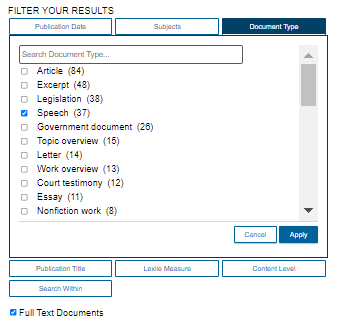 FILTER YOUR RESULTS
Publication Date Subjects Document Type
Search Document Type...
Article (84)
Excerpt (48)
Legislation (38)
Speech (37)
Government document (26)
Topic overview (15)
Letter (14)
Work overview (13)
Court testimony (12)
Essay (11)
Nonfiction work (8)
Cancel Apply
Publication Title Lexile Measure Content Level
Search Within
Full Text Documents